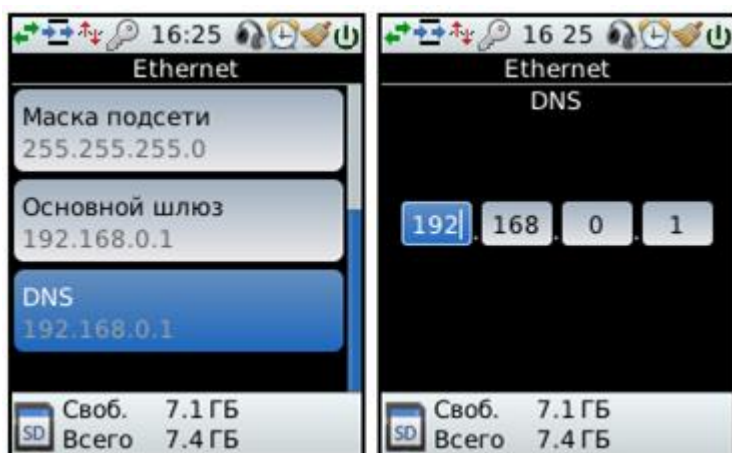 16:25
Ethernet
Маска подсети
255.255.255.0
Основной шлюз
192.168.0.1
DNS
192.168.0.1
SD
Своб. 7.1 ГБ
Всего 7.4 ГБ
16 25
Ethernet
DNS
192.168.0.1
SD
Своб. 7.1 ГБ
Всего 7.4 ГБ